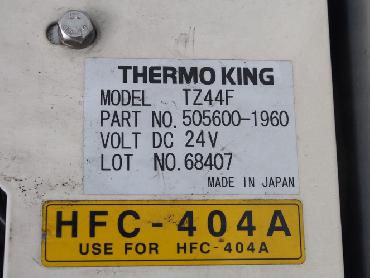 THERMO KING
MODEL TZ44F
PART NO. 505600-1960
VOLT DC 24V
LOT NO. 68407
MADE IN JAPAN
HFC-404A
USE FOR HFC-404A